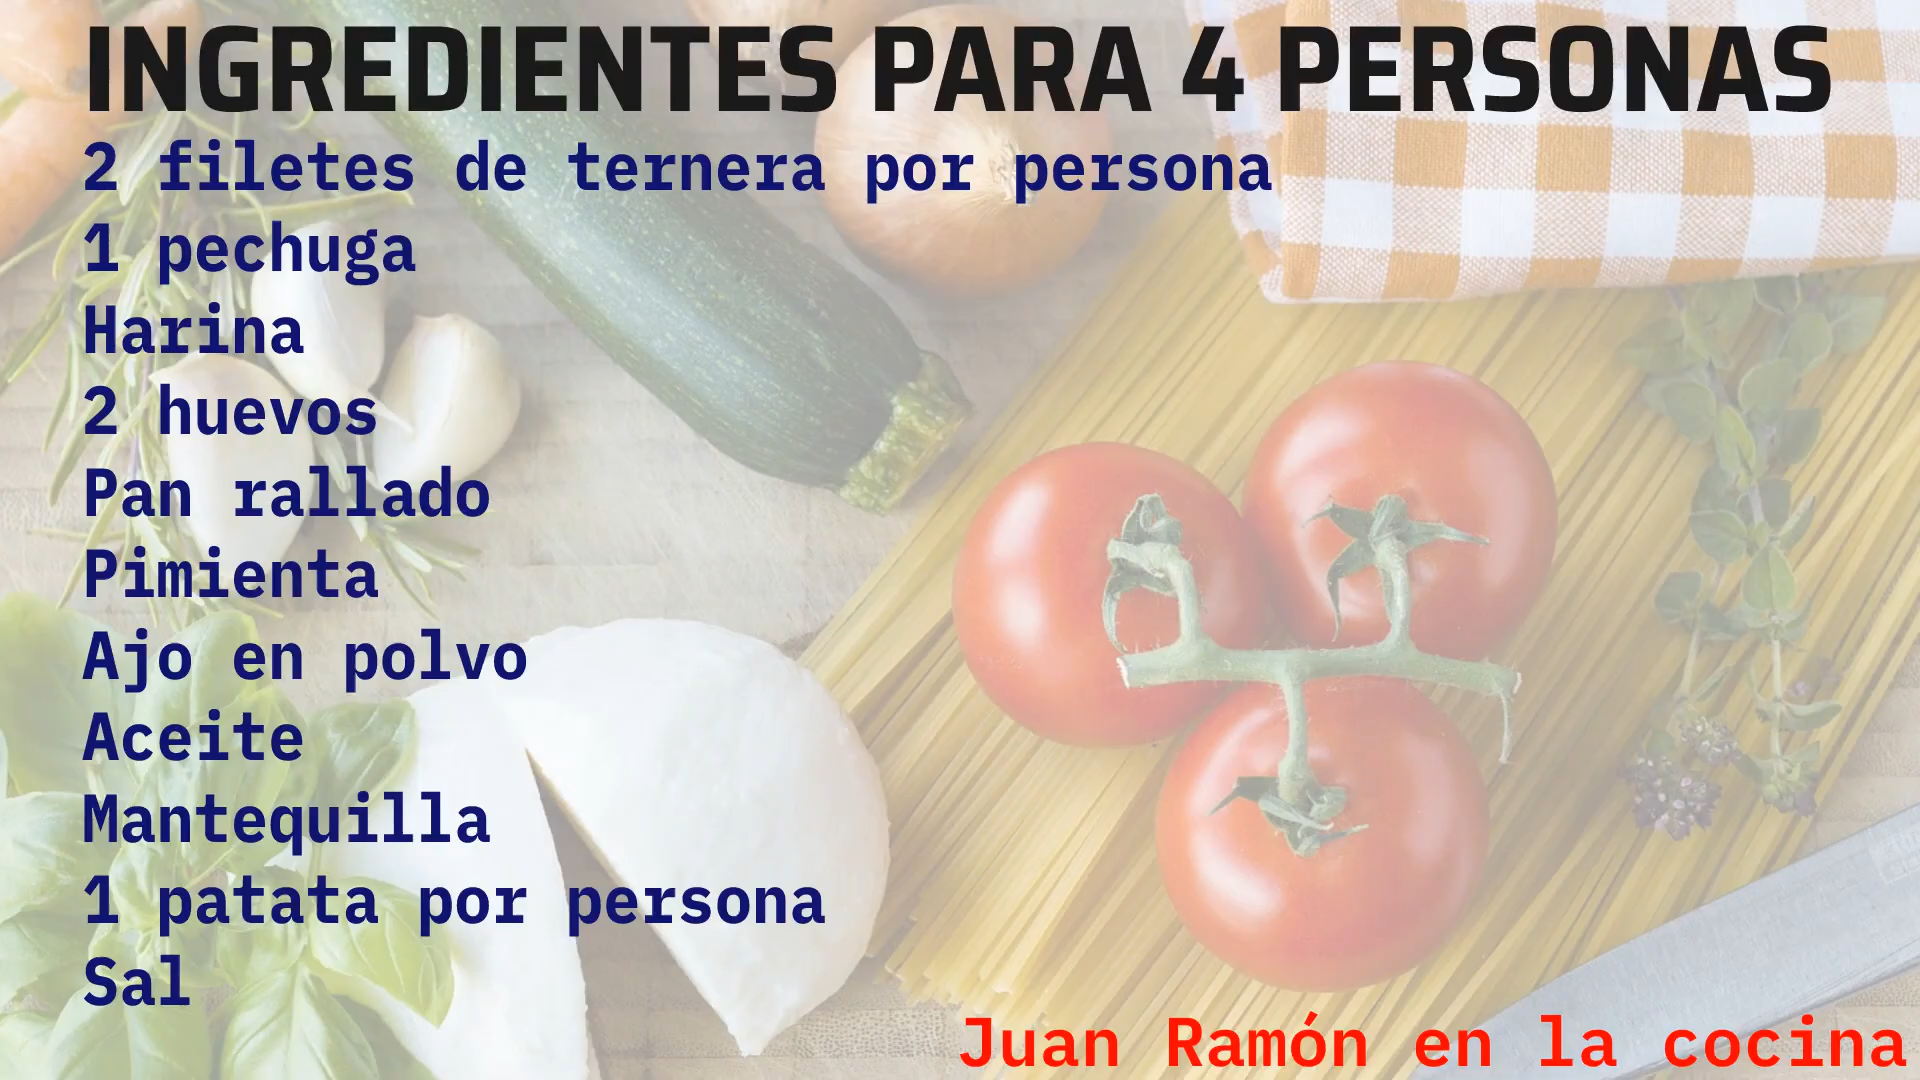 INGREDIENTES PARA 4 PERSONAS
2 filetes de ternera por persona
1 pechuga
Harina
2 huevos
Pan rallado
Pimienta
Ajo en polvo
Aceite
Mantequilla
1 patata por persona
Sal
Juan Ramón en la cocina